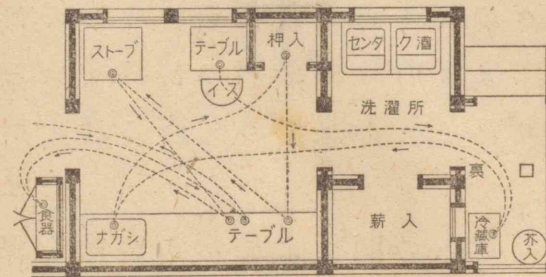 ストーブ
テーブル
押入
センタ
ク酒
イス
洗濯所
裏
食器
ナガシ
テーブル
薪入
冷蔵庫
芥入